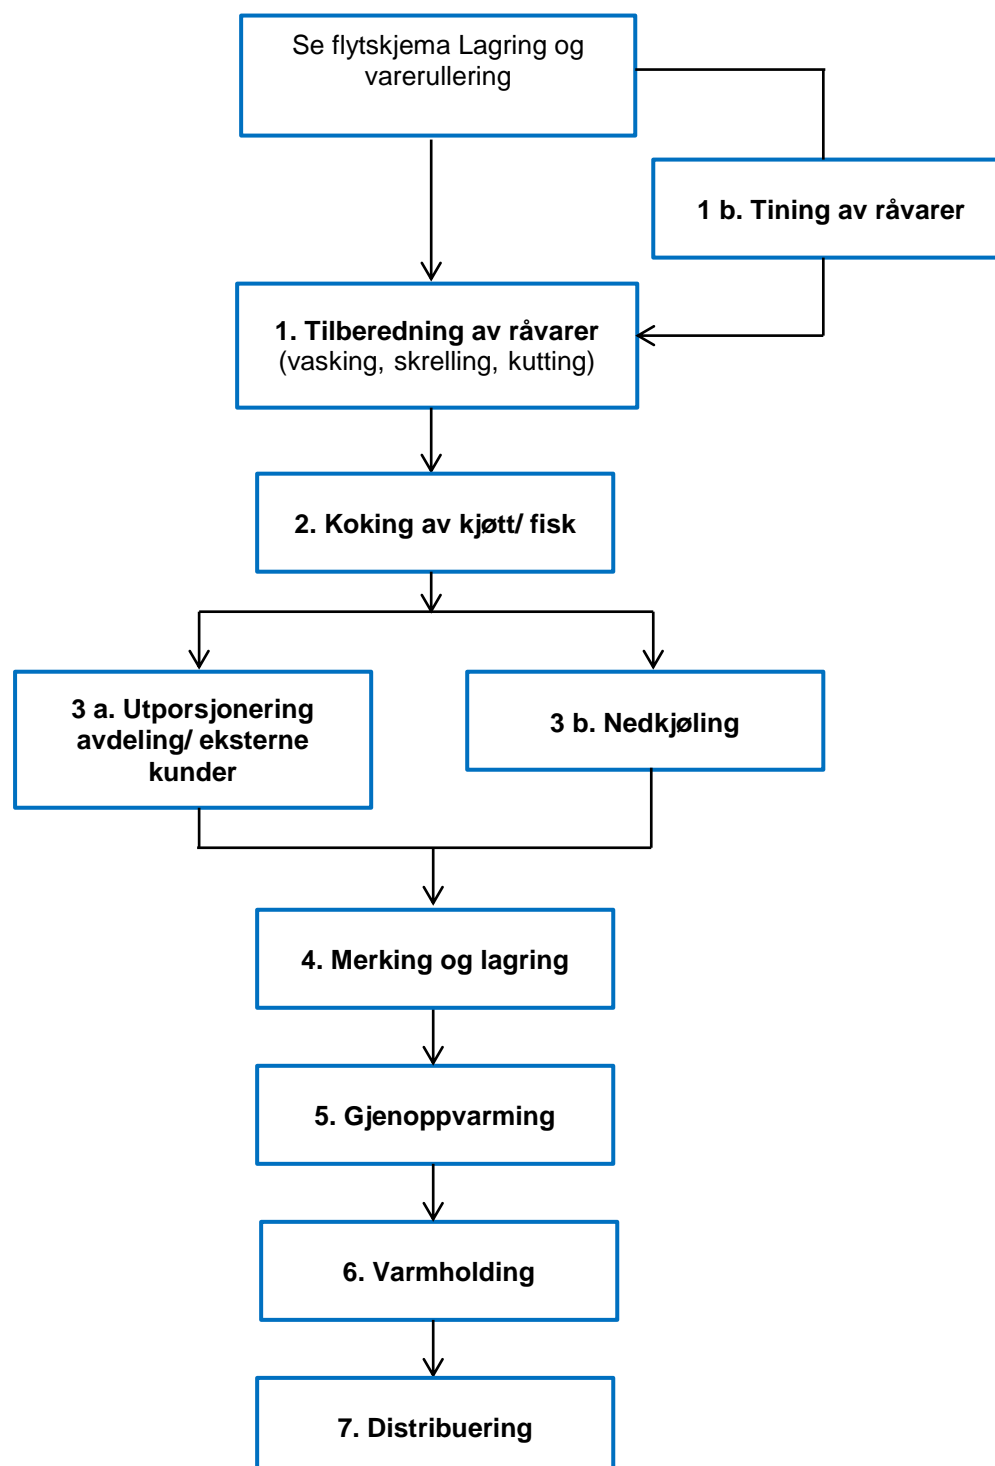 Se flytskjema Lagring og
varerullering
1 b. Tining av råvarer
1. Tilberedning av råvarer
(vasking, skrelling, kutting)
2. Koking av kjøtt/ fisk
3 a. Utporsjonering
avdeling/ eksterne
kunder
3 b. Nedkjøling
4. Merking og lagring
5. Gjenoppvarming
6. Varmholding
7. Distribuering